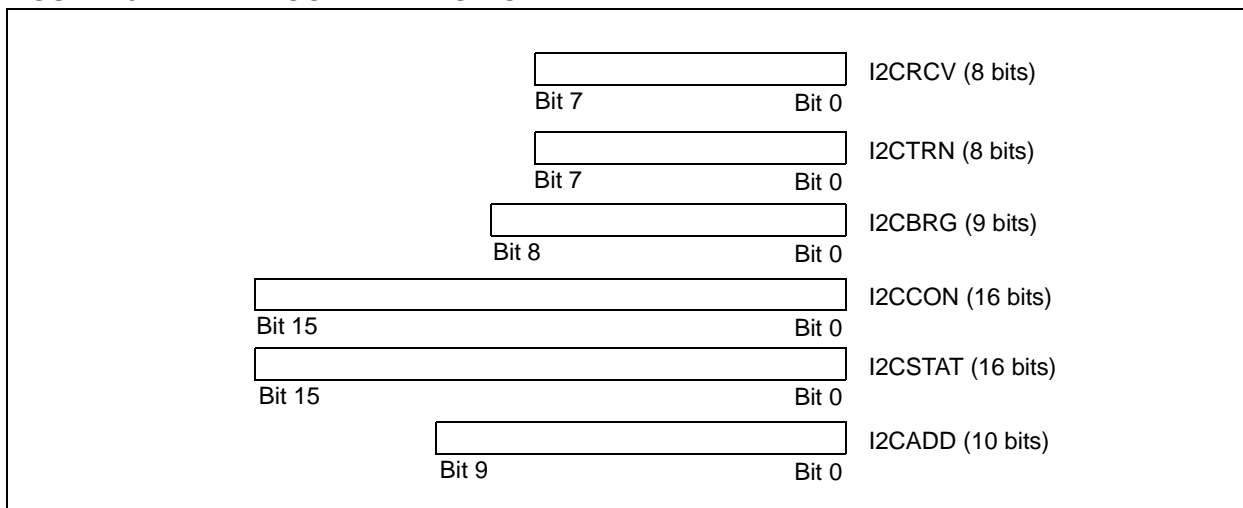 I2CRCV (8 bits)
Bit 7 Bit 0
I2CTRN (8 bits)
Bit 7 Bit 0
I2CBRG (9 bits)
Bit 8 Bit 0
I2CCON (16 bits)
Bit 15 Bit 0
I2CSTAT (16 bits)
Bit 15 Bit 0
I2CADD (10 bits)
Bit 9 Bit 0